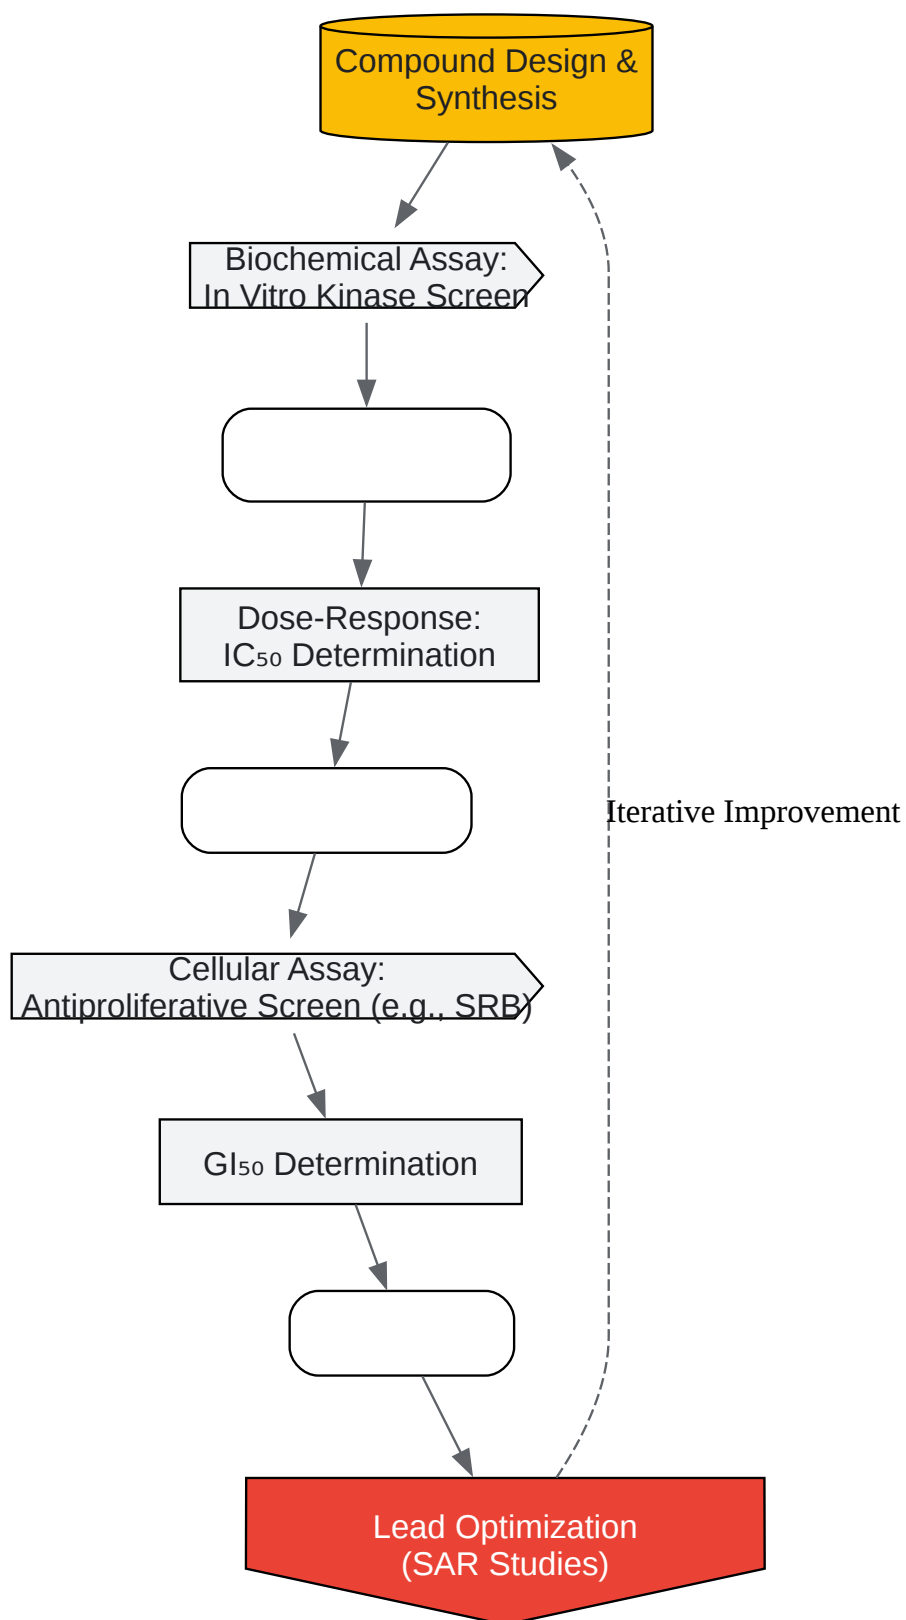 Compound Design &
Synthesis
Biochemical Assay:
In Vitro Kinase Screen
Dose-Response:
IC₅₀ Determination
Iterative Improvement
Cellular Assay:
Antiproliferative Screen (e.g., SRB)
GI₅₀ Determination
Lead Optimization
(SAR Studies)